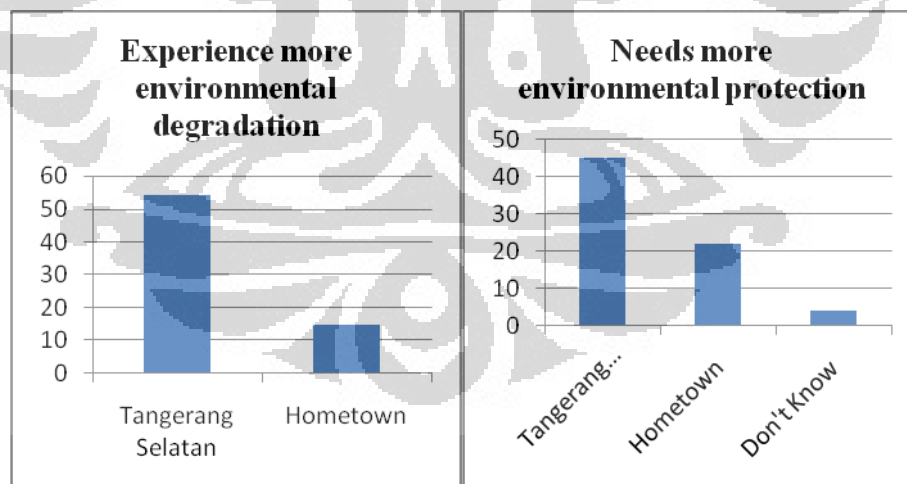 Experience more
environmental
degradation
60
50
40
30
20
10
0
Tangerang
Selatan
Hometown
Needs more
environmental protection
50
40
30
20
10
0
Tangerang...
Hometown
Don't Know